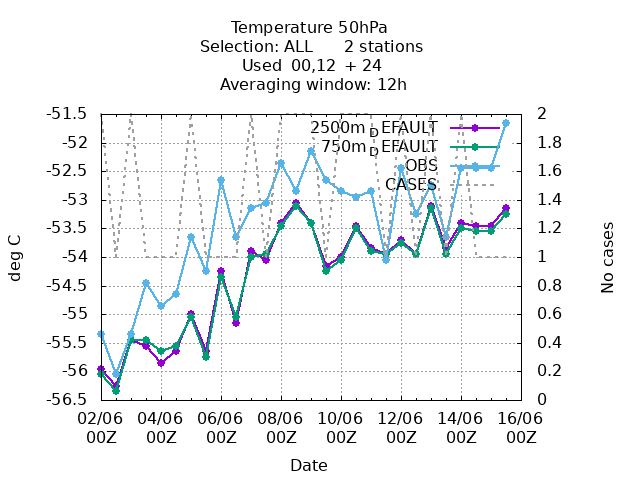 Temperature 50hPa
Selection: ALL 2 stations
Used 00,12 + 24
Averaging window: 12h
-51.5 2
2500m DEFAULT
-52 1.8
750m DEFAULT
OBS
-52.5 1.6
CASES
-53 1.4
-53.5 1.2
-54 1
-54.5 0.8
-55 0.6
-55.5 0.4
-56 0.2
-56.5 0
deg C
No cases
02/06 04/06 06/06 08/06 10/06 12/06 14/06 16/06
00Z 00Z 00Z 00Z 00Z 00Z 00Z 00Z
Date